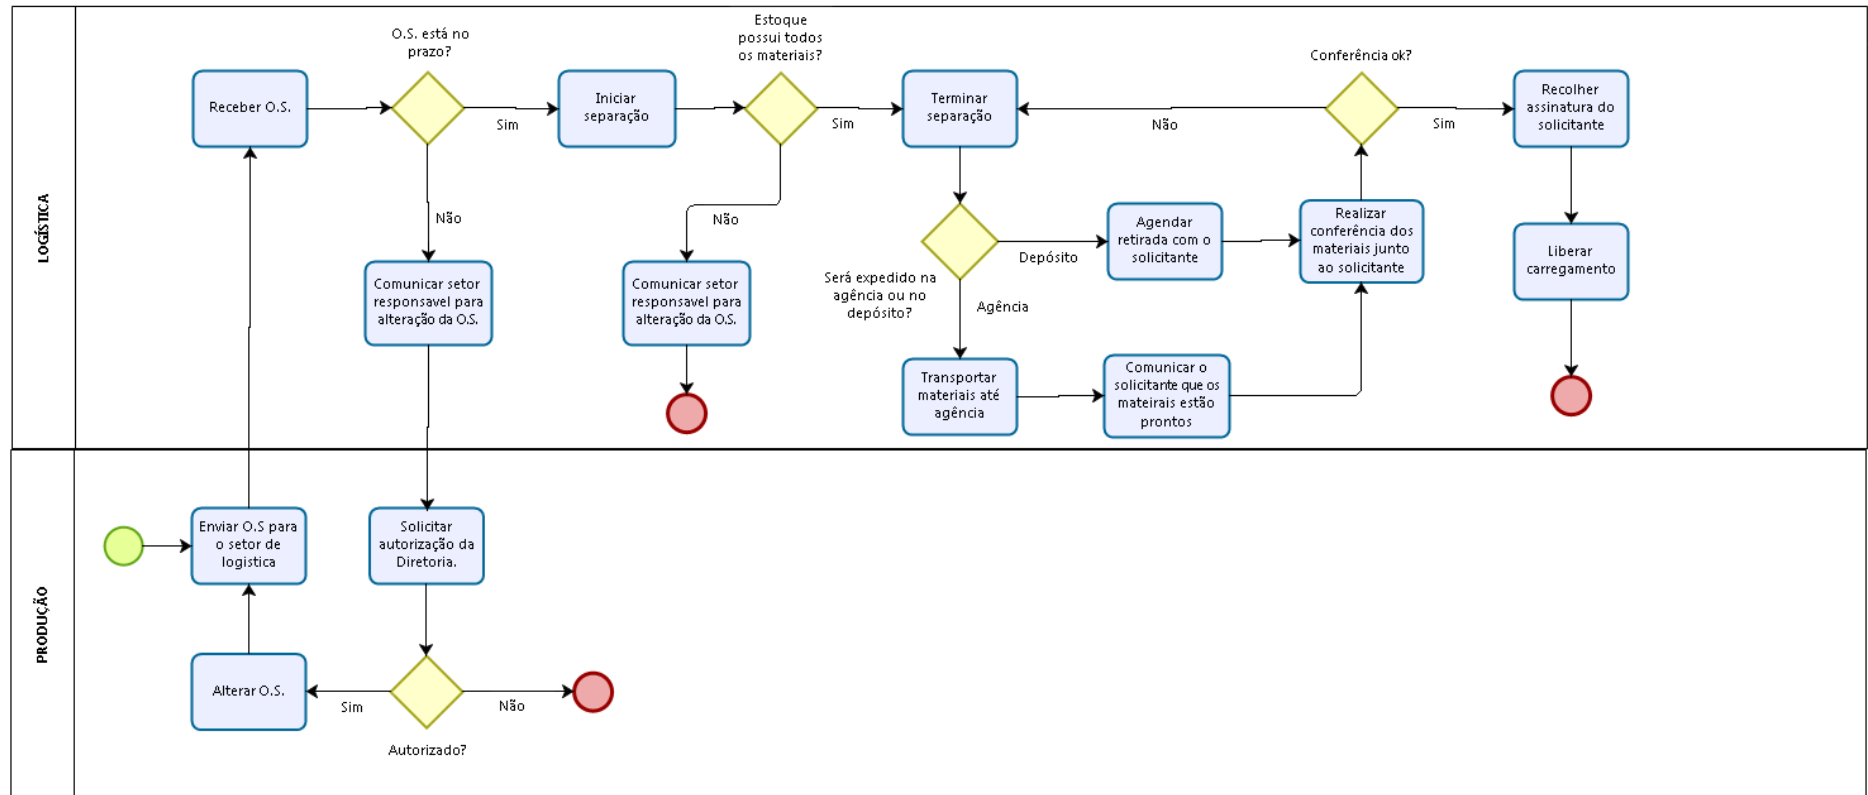 LOGÍSTICA
Receber O.S.
O.S. está no
prazo?
Sim
Não
Iniciar
separação
Estoque
possui todos
os materiais?
Sim
Não
Terminar
separação
Não
Conferência ok?
Sim
Recolher
assinatura do
solicitante
Comunicar setor
responsavel para
alteração da O.S.
Comunicar setor
responsavel para
alteração da O.S.
Será expedido na
agência ou no
depósito?
Depósito
Agência
Agendar
retirada com o
solicitante
Realizar
conferência dos
materiais junto
ao solicitante
Liberar
carregamento
Transportar
materiais até
agência
Comunicar o
solicitante que os
mateirais estão
prontos
PRODUÇÃO
Enviar O.S para
o setor de
logistica
Solicitar
autorização da
Diretoria.
Alterar O.S.
Sim
Não
Autorizado?